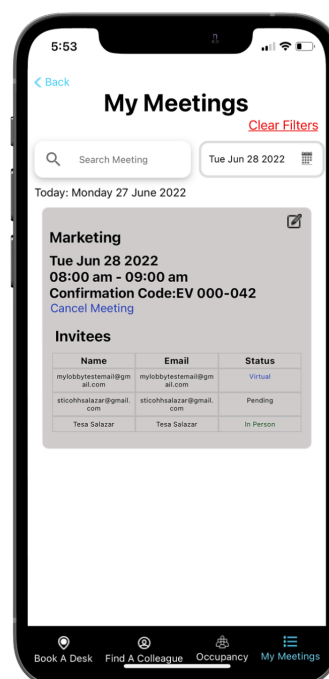 5:53
Back
My Meetings
Clear Filters
Search Meeting
Tue Jun 28 2022
Today: Monday 27 June 2022
Marketing
Tue Jun 28 2022
08:00 am - 09:00 am
Confirmation Code:EV 000-042
Cancel Meeting
Invitees
Name Email Status
mylobbytestemail@gm mylobbytestemail@gm Virtual
ail.com ail.com
sticohhsalazar@gmail. sticohhsalazar@gmail. Pending
com com
Tesa Salazar Tesa Salazar In Person
Book A Desk Find A Colleague Occupancy My Meetings